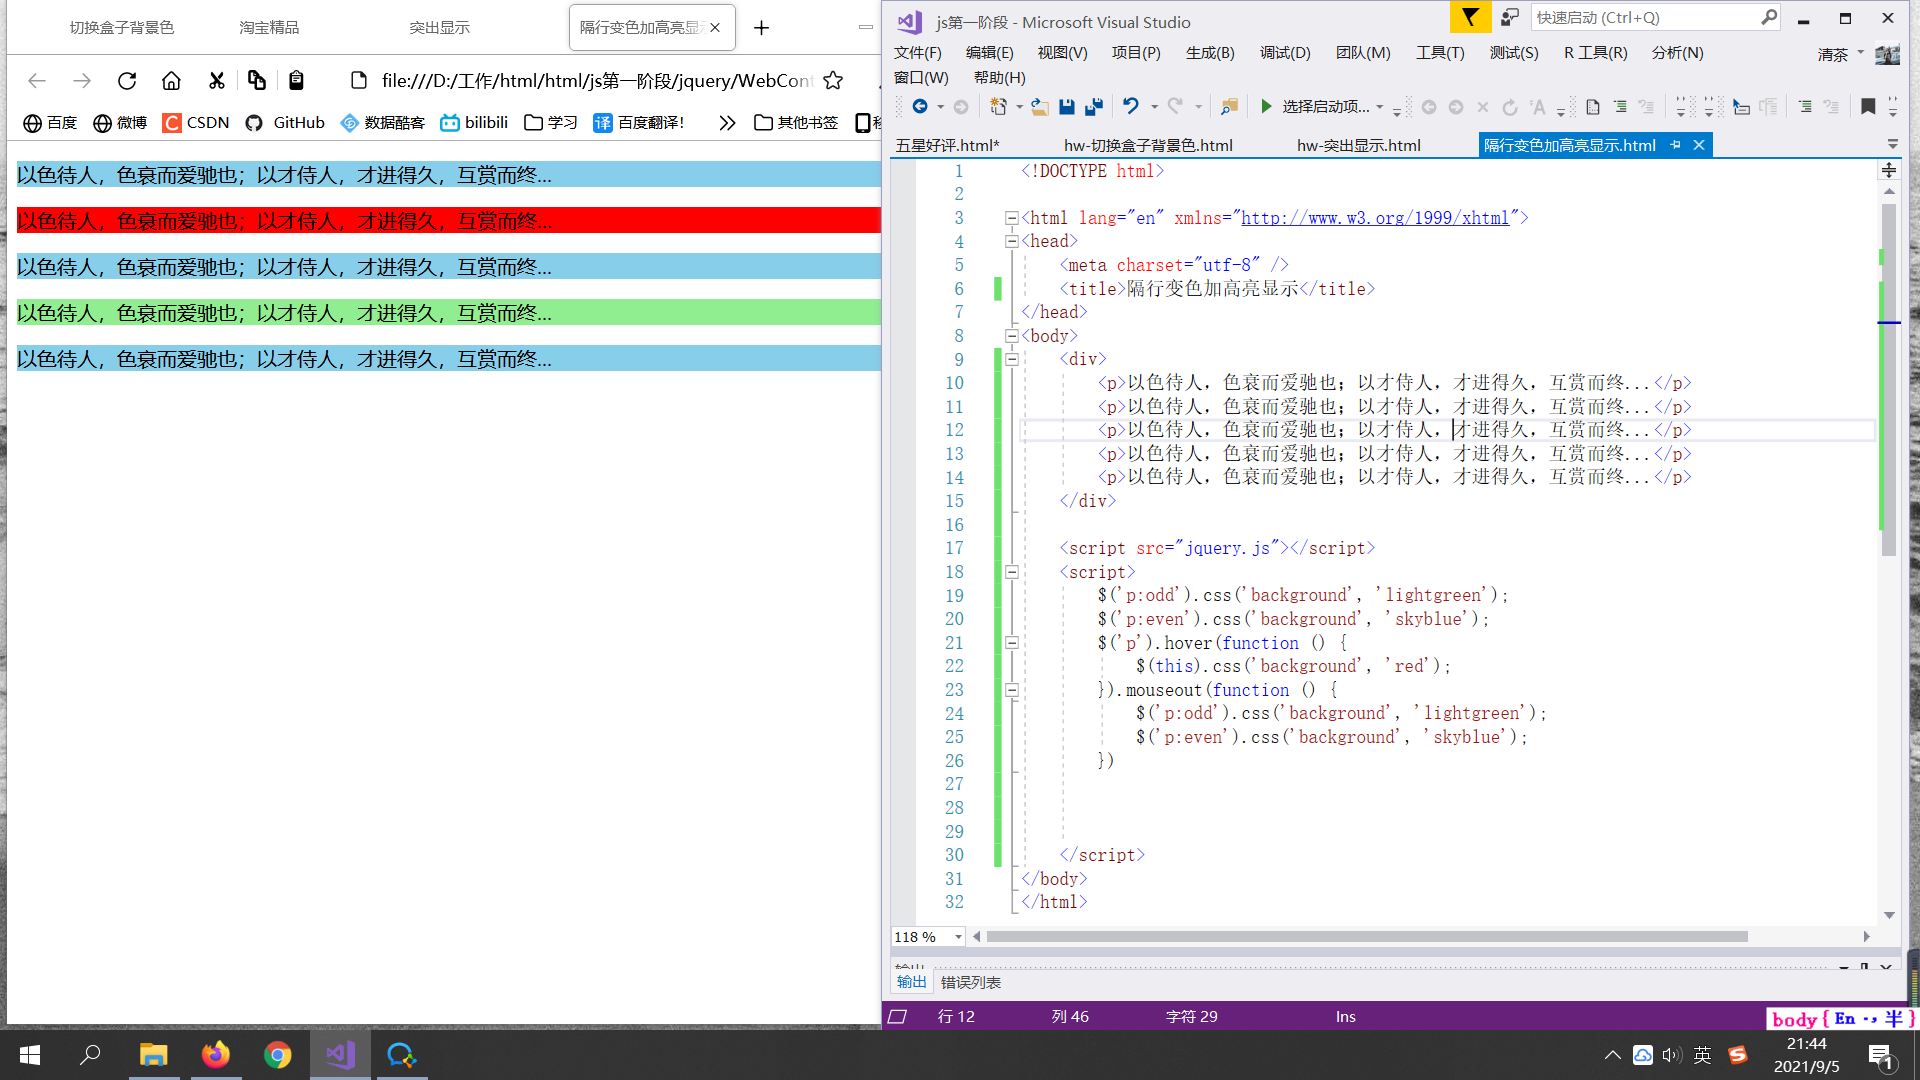 切换盒子背景色
淘宝精品
突出显示
隔行变色加高亮显
file:///D:/工作/html/html/js第一阶段/jquery/WebCont
百度
微博
CSDN
GitHub
数据酷客
bilibili
学习
百度翻译!
其他书签
以色待人，色衰而爱驰也；以才侍人，才进得久，互赏而终...
以色待人，色衰而爱驰也；以才侍人，才进得久，互赏而终...
以色待人，色衰而爱驰也；以才侍人，才进得久，互赏而终...
以色待人，色衰而爱驰也；以才侍人，才进得久，互赏而终...
以色待人，色衰而爱驰也；以才侍人，才进得久，互赏而终...
js第一阶段 - Microsoft Visual Studio
快速启动 (Ctrl+Q)
文件(F) 编辑(E) 视图(V) 项目(P) 生成(B) 调试(D) 团队(M) 工具(T) 测试(S) R 工具(R) 分析(N)
清茶
窗口(W) 帮助(H)
选择启动项...
五星好评.html*
hw-切换盒子背景色.html
hw-突出显示.html
隔行变色加高亮显示.html
1 <!DOCTYPE html>
2
3 <html lang="en" xmlns="http://www.w3.org/1999/xhtml">
4 <head>
5 <meta charset="utf-8" />
6 <title>隔行变色加高亮显示</title>
7 </head>
8 <body>
9 <div>
10 <p>以色待人，色衰而爱驰也；以才侍人，才进得久，互赏而终...</p>
11 <p>以色待人，色衰而爱驰也；以才侍人，才进得久，互赏而终...</p>
12 <p>以色待人，色衰而爱驰也；以才侍人，才进得久，互赏而终...</p>
13 <p>以色待人，色衰而爱驰也；以才侍人，才进得久，互赏而终...</p>
14 <p>以色待人，色衰而爱驰也；以才侍人，才进得久，互赏而终...</p>
15 </div>
16
17 <script src="jquery.js"></script>
18 <script>
19 $('p:odd').css('background', 'lightgreen');
20 $('p:even').css('background', 'skyblue');
21 $('p').hover(function () {
22 $(this).css('background', 'red');
23 }).mouseout(function () {
24 $('p:odd').css('background', 'lightgreen');
25 $('p:even').css('background', 'skyblue');
26 })
27
28
29
30 </script>
31 </body>
32 </html>
118 %
输出 错误列表
行 12
列 46
字符 29
Ins
body{ En ·, 半 }
英
21:44
2021/9/5
1